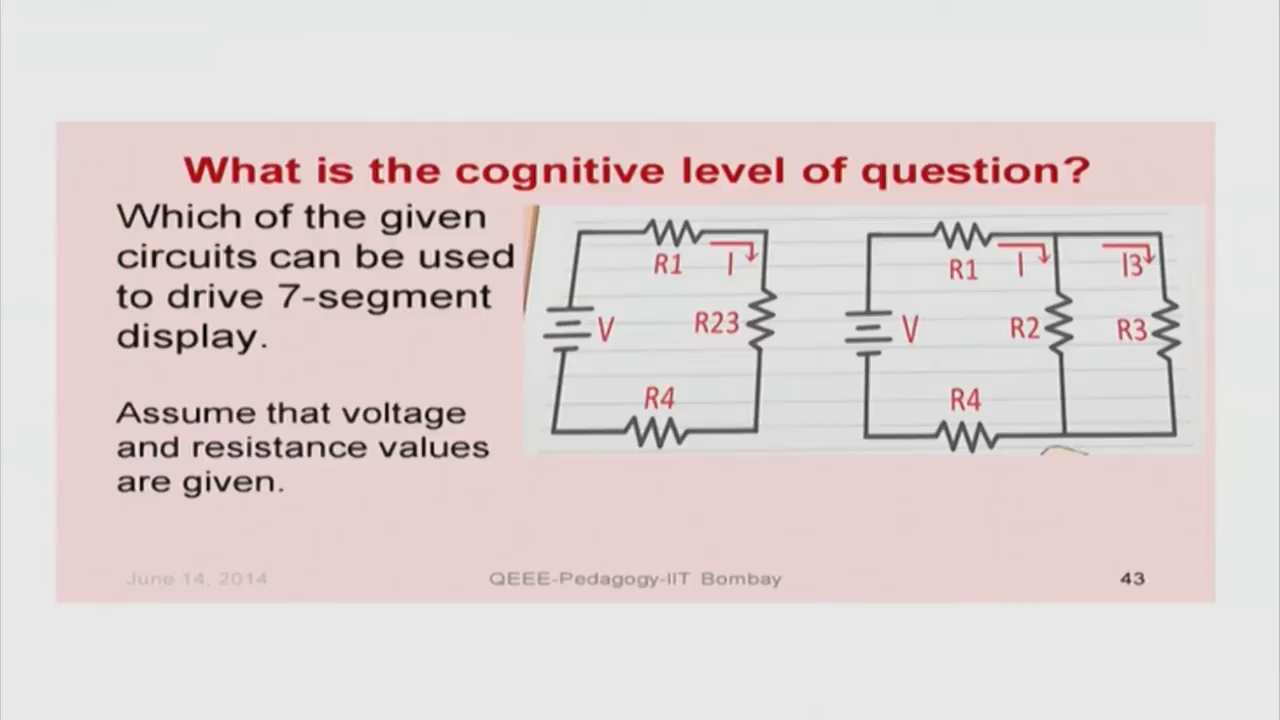 What is the cognitive level of question?
Which of the given
circuits can be used
to drive 7-segment
display.
Assume that voltage
and resistance values
are given.
R1 I
V R23
R4
R1 I I3
V R2 R3
R4
June 14, 2014 QEEE-Pedagogy-IIT Bombay 43